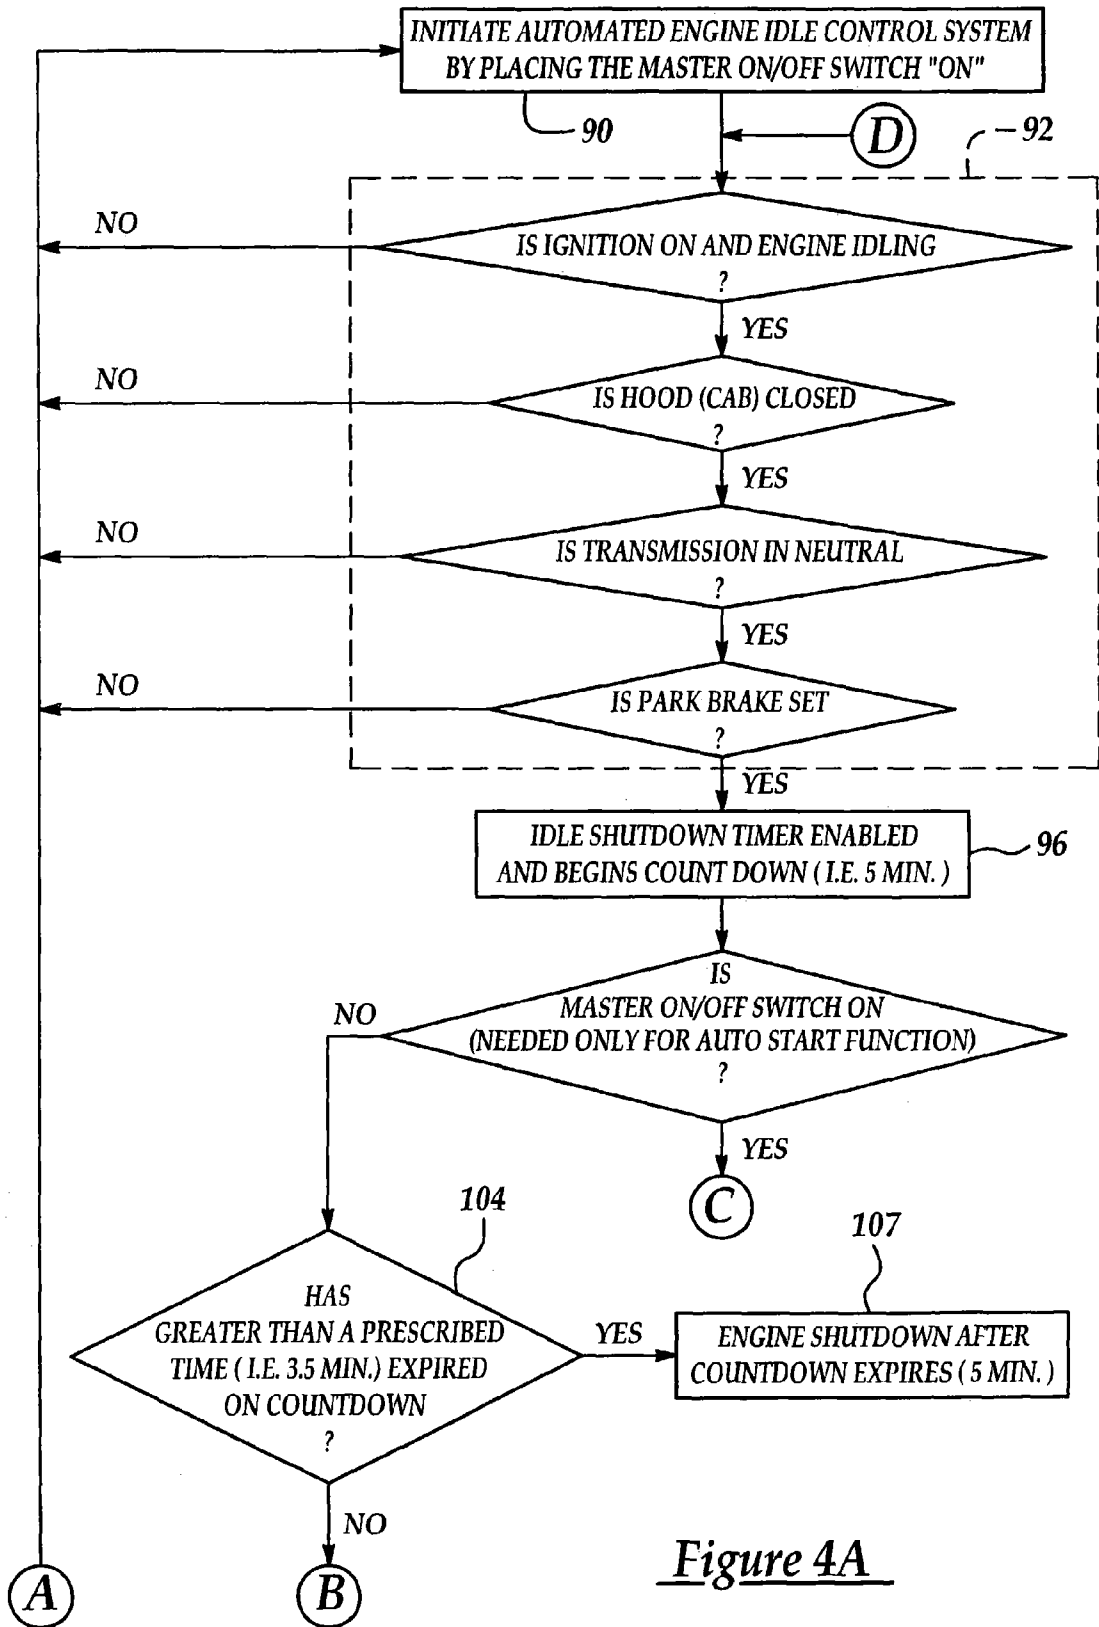 INITIATE AUTOMATED ENGINE IDLE CONTROL SYSTEM
BY PLACING THE MASTER ON/OFF SWITCH "ON"
90
D
92
NO
IS IGNITION ON AND ENGINE IDLING
?
YES
NO
IS HOOD (CAB) CLOSED
?
YES
NO
IS TRANSMISSION IN NEUTRAL
?
YES
NO
IS PARK BRAKE SET
?
YES
IDLE SHUTDOWN TIMER ENABLED
AND BEGINS COUNT DOWN ( I.E. 5 MIN. )
96
IS
MASTER ON/OFF SWITCH ON
(NEEDED ONLY FOR AUTO START FUNCTION)
?
NO
YES
C
104
HAS
GREATER THAN A PRESCRIBED
TIME ( I.E. 3.5 MIN.) EXPIRED
ON COUNTDOWN
?
YES
107
ENGINE SHUTDOWN AFTER
COUNTDOWN EXPIRES ( 5 MIN. )
NO
A
B
Figure 4A